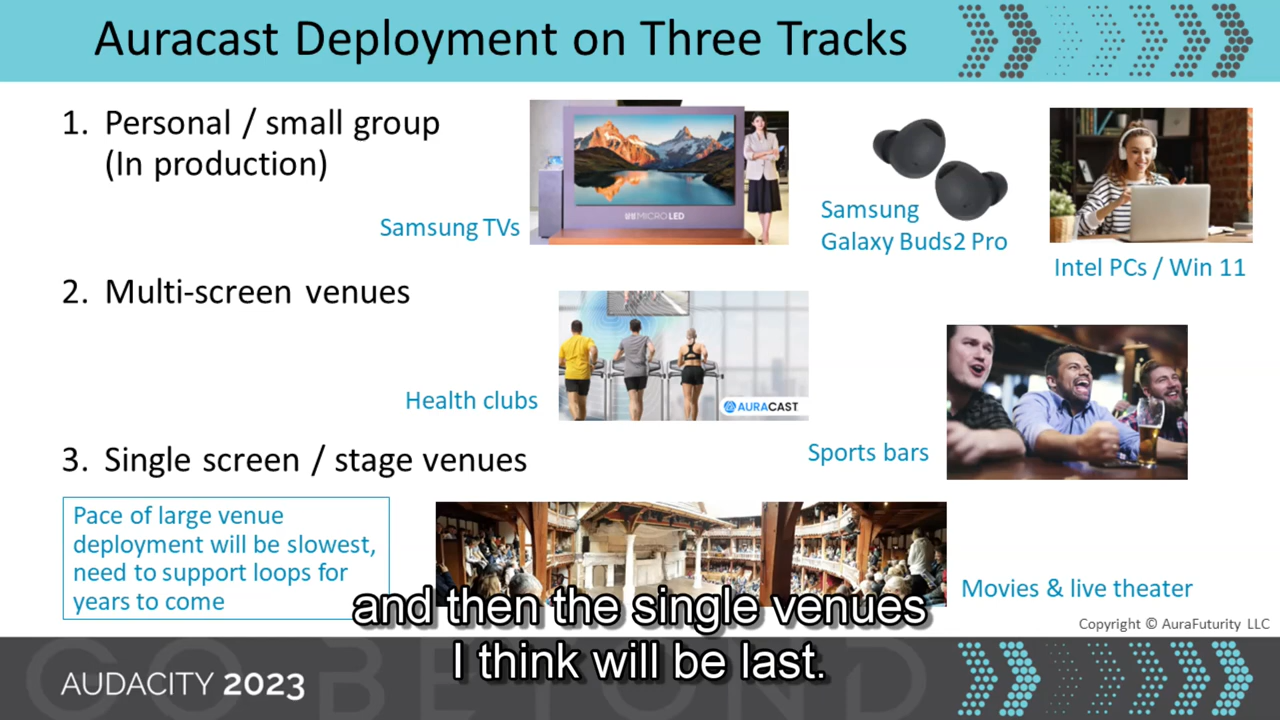 Auracast Deployment on Three Tracks
1. Personal / small group
(In production)
Samsung TVs
MICRO LED
Samsung
Galaxy Buds2 Pro
Intel PCs / Win 11
2. Multi-screen venues
Health clubs
AURACAST
Sports bars
3. Single screen / stage venues
Pace of large venue
deployment will be slowest,
need to support loops for
years to come
Movies & live theater
and then the single venues
I think will be last.
Copyright © AuraFuturity LLC
GO BEYOND
AUDACITY 2023